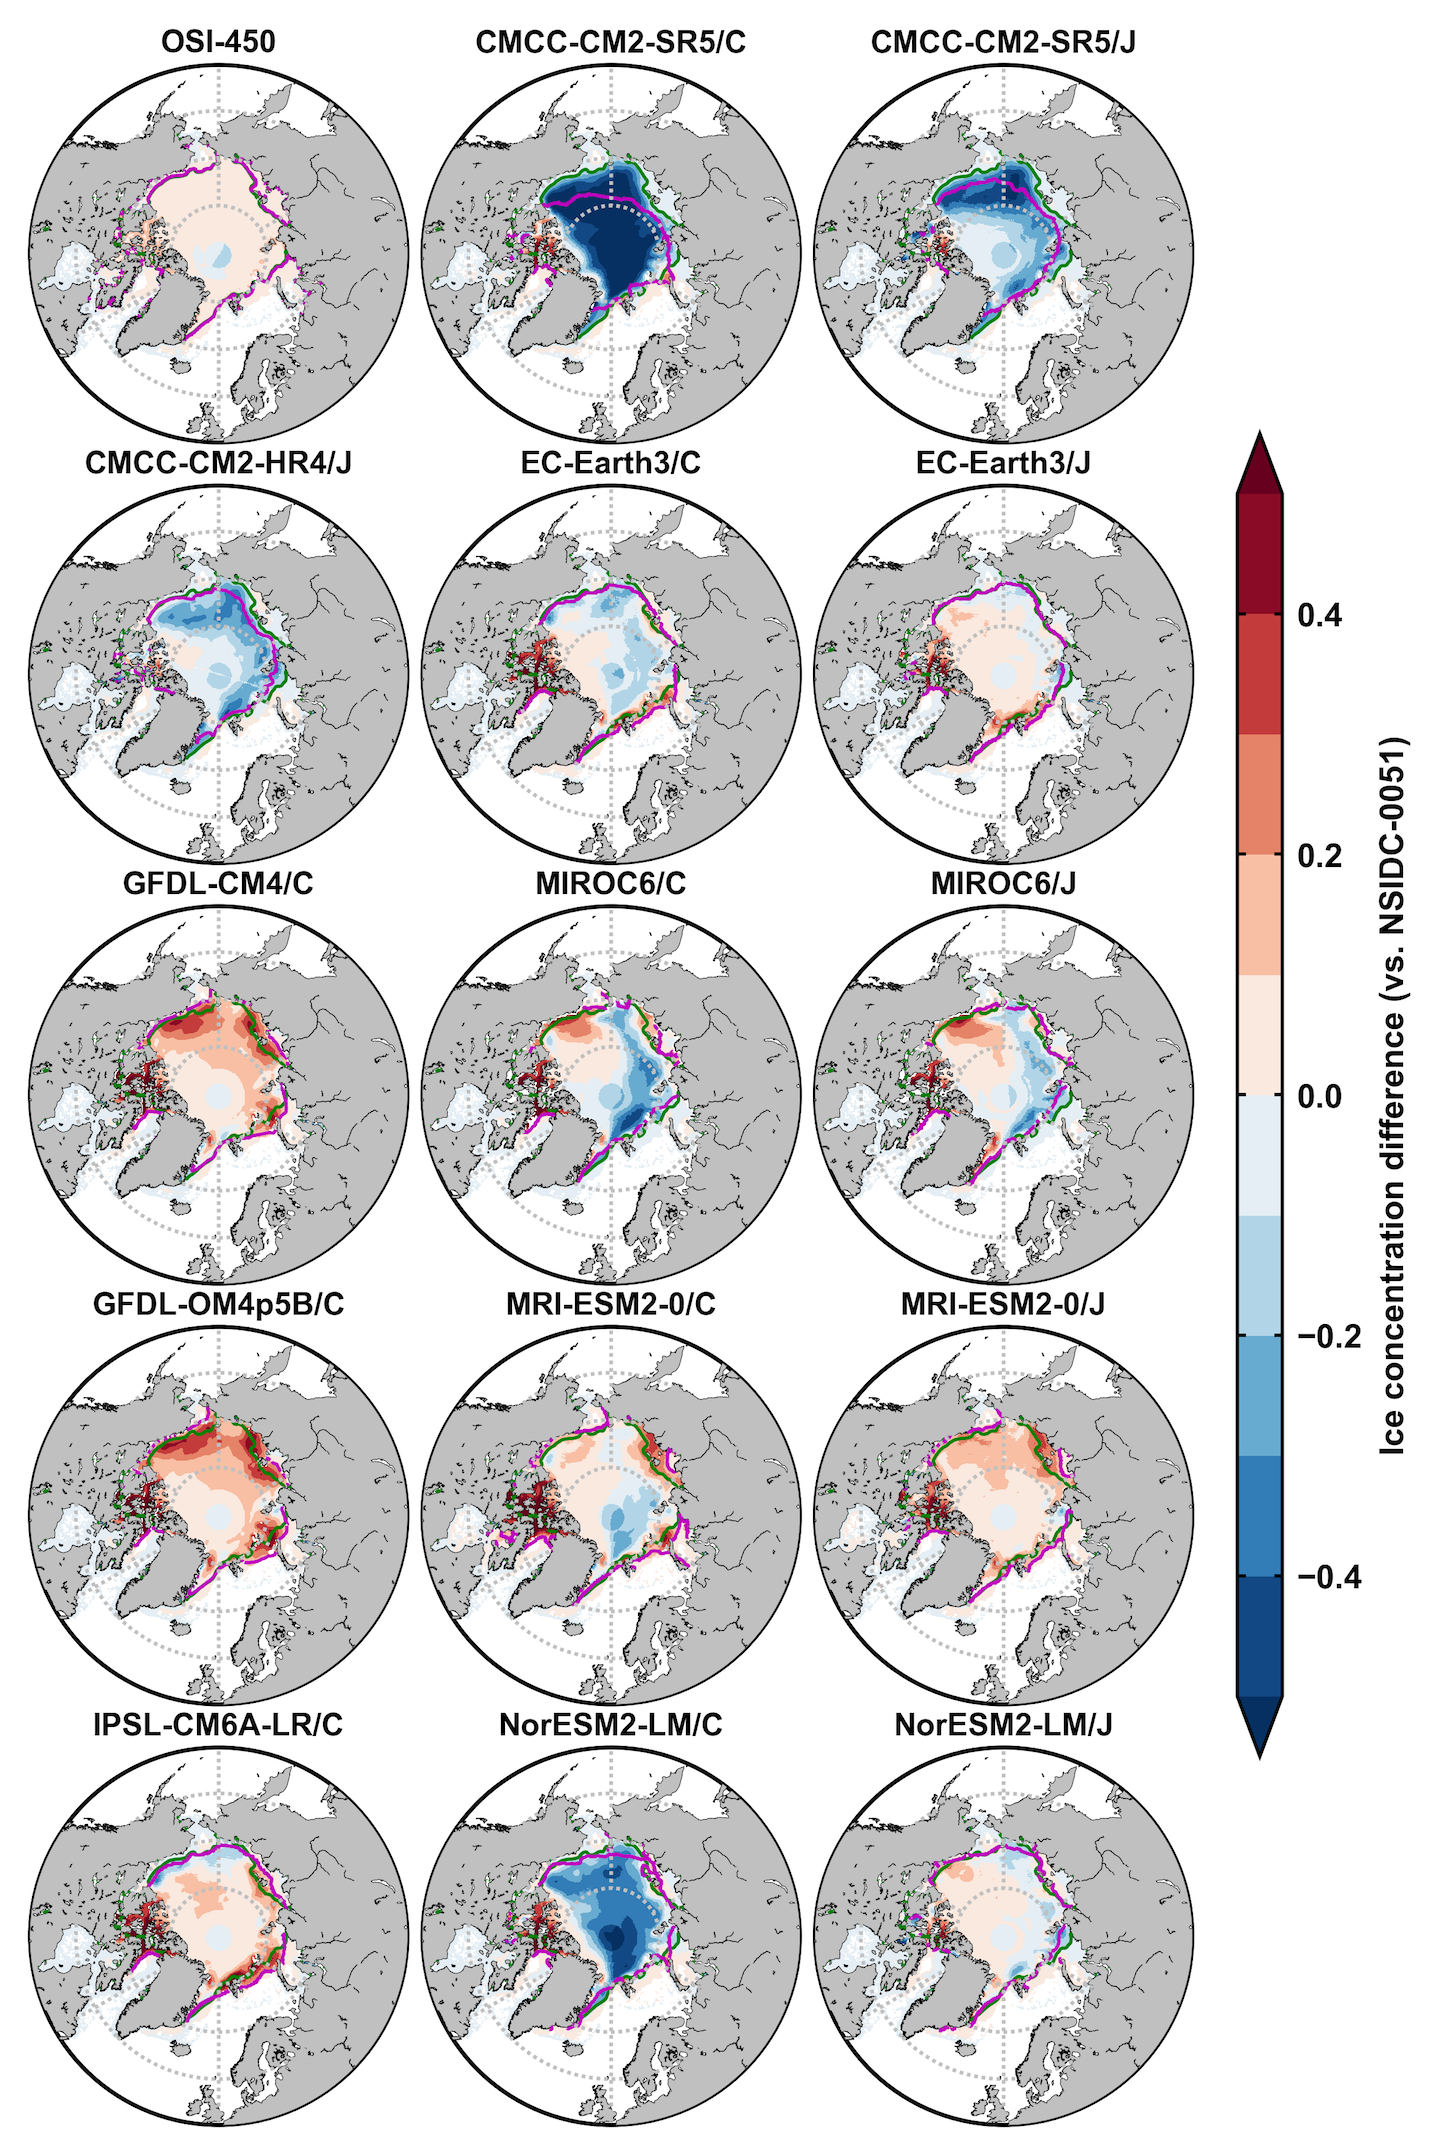 OSI-450
CMCC-CM2-SR5/C
CMCC-CM2-SR5/J
CMCC-CM2-HR4/J
EC-Earth3/C
EC-Earth3/J
GFDL-CM4/C
MIROC6/C
MIROC6/J
GFDL-OM4p5B/C
MRI-ESM2-0/C
MRI-ESM2-0/J
IPSL-CM6A-LR/C
NorESM2-LM/C
NorESM2-LM/J
0.4
0.2
0.0
−0.2
−0.4
Ice concentration difference (vs. NSIDC-0051)